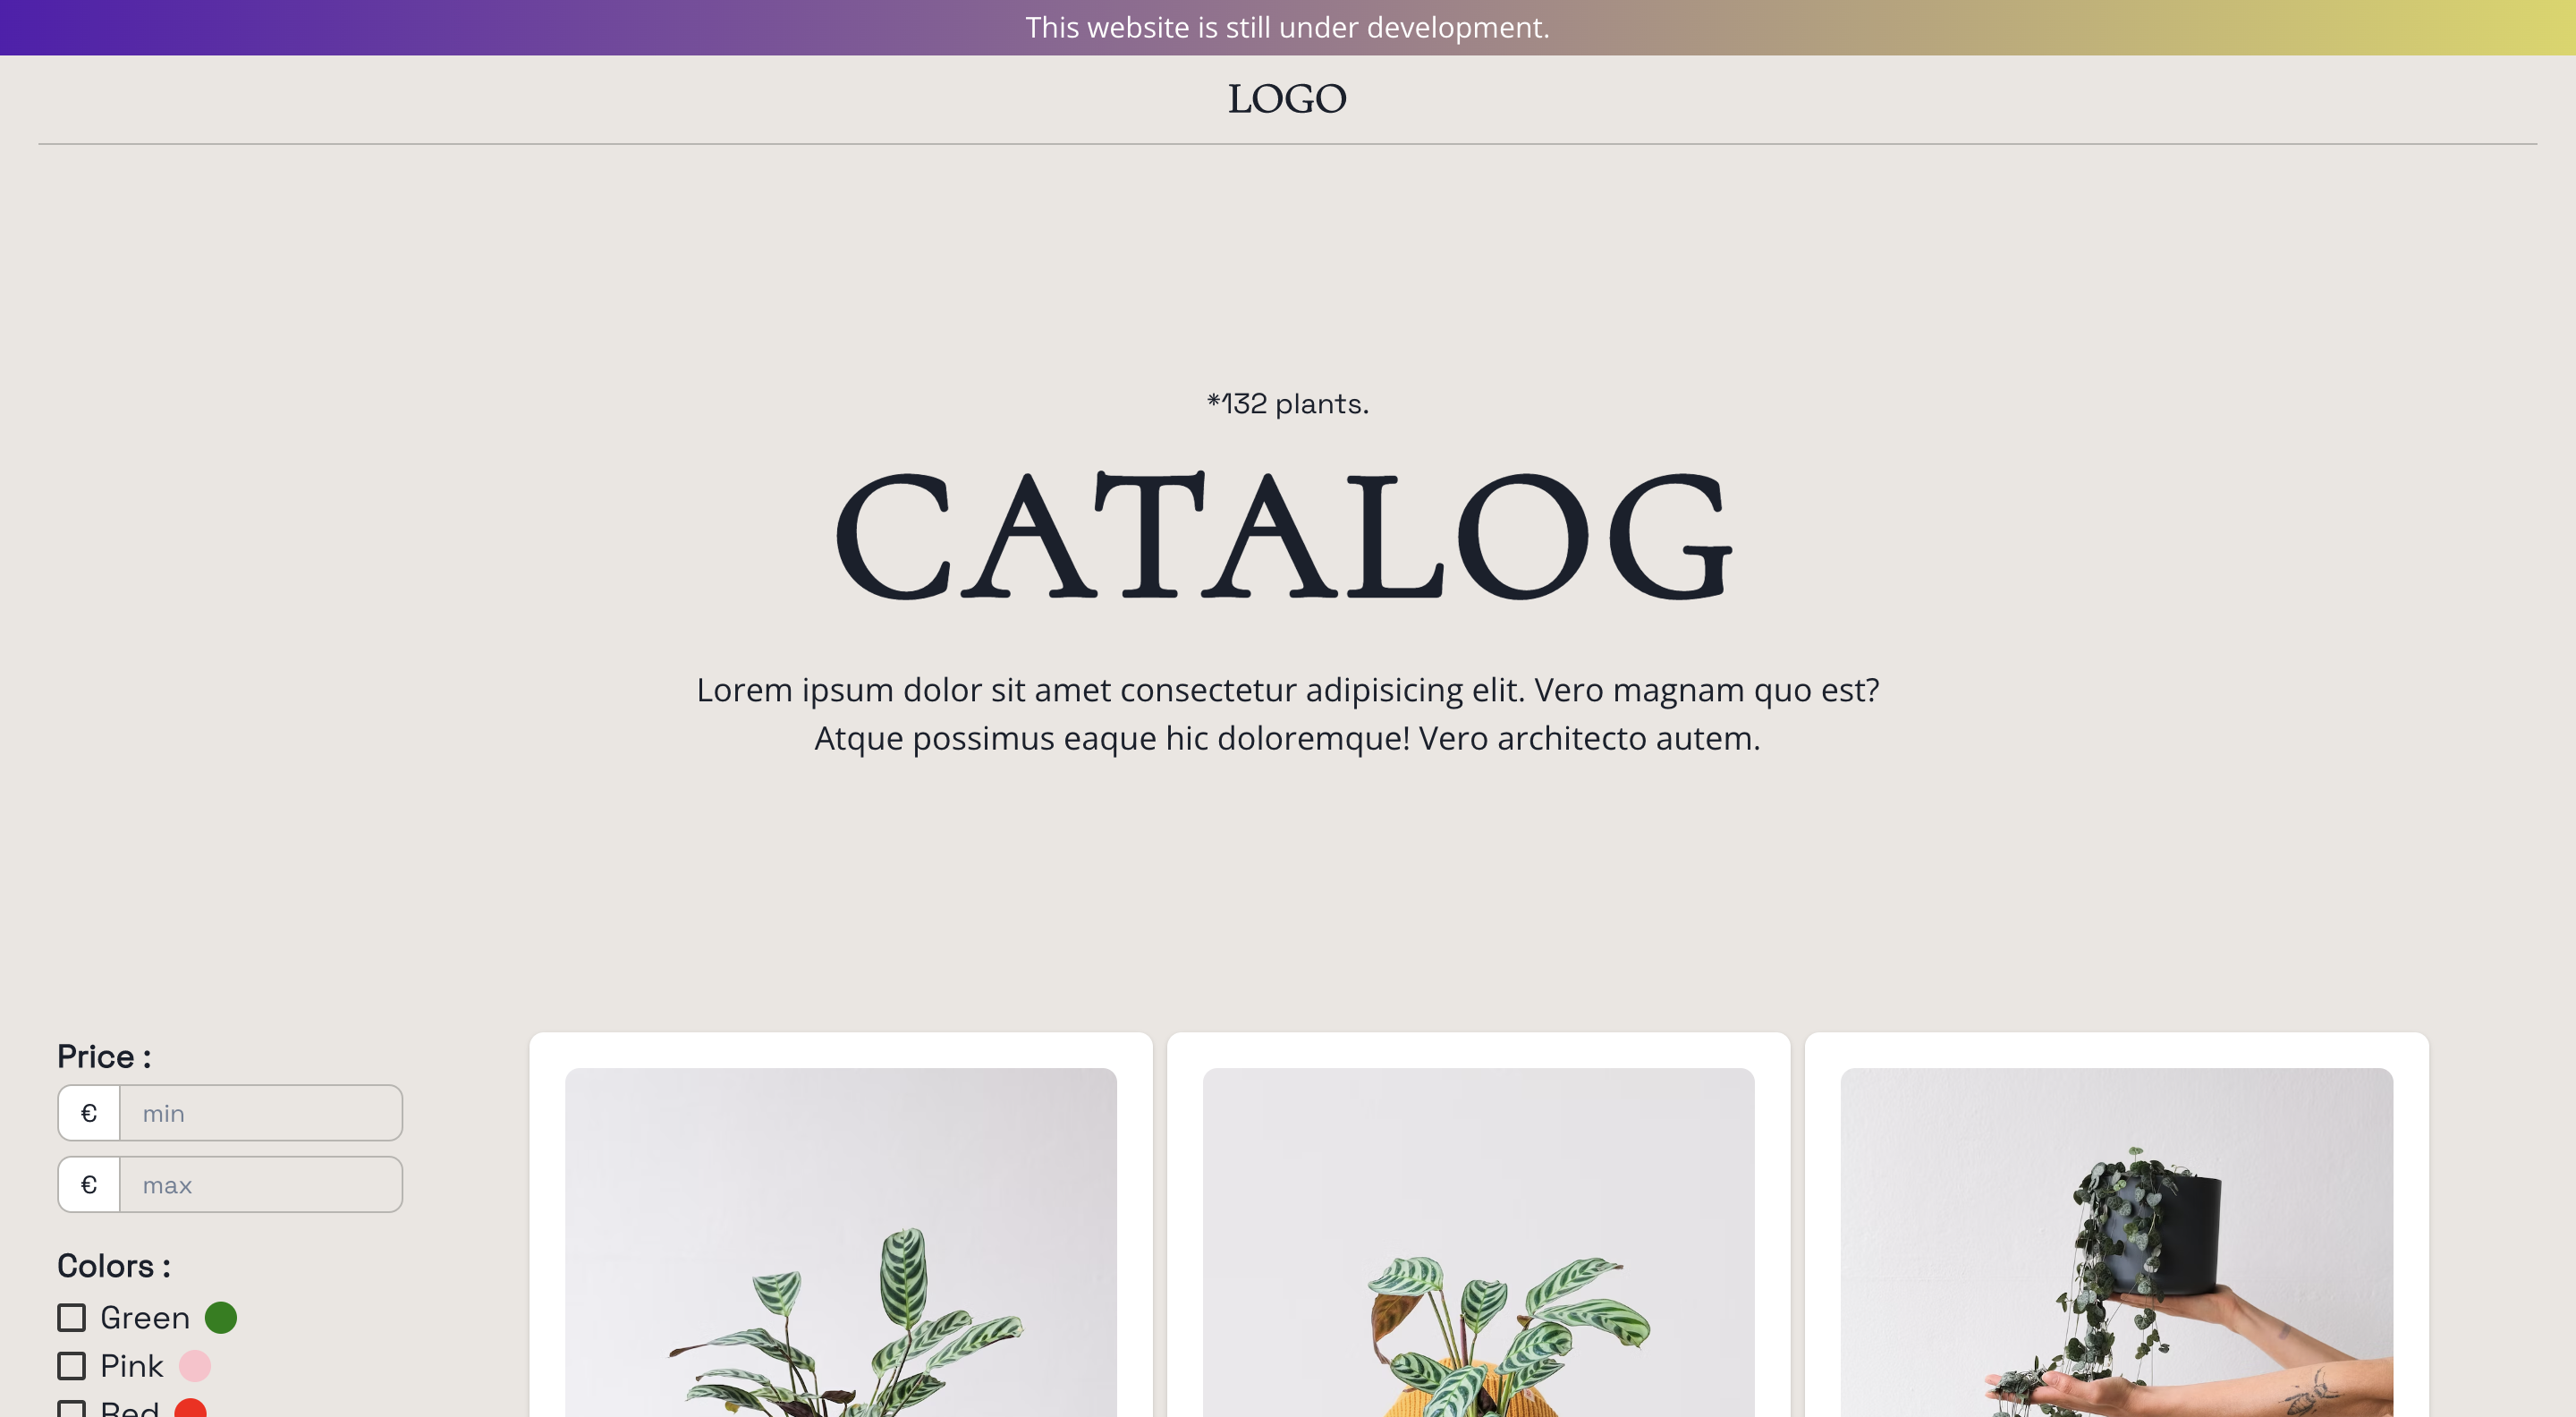 This website is still under development.
LOGO
*132 plants.
CATALOG
Lorem ipsum dolor sit amet consectetur adipisicing elit. Vero magnam quo est?
Atque possimus eaque hic doloremque! Vero architecto autem.
Price :
€ min
€ max
Colors :
Green
Pink
Red